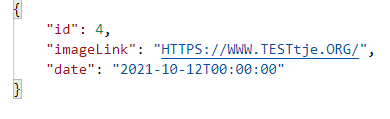 {
"id": 4,
"imageLink": "HTTPS://WWW.TESTtje.ORG/",
"date": "2021-10-12T00:00:00"
}